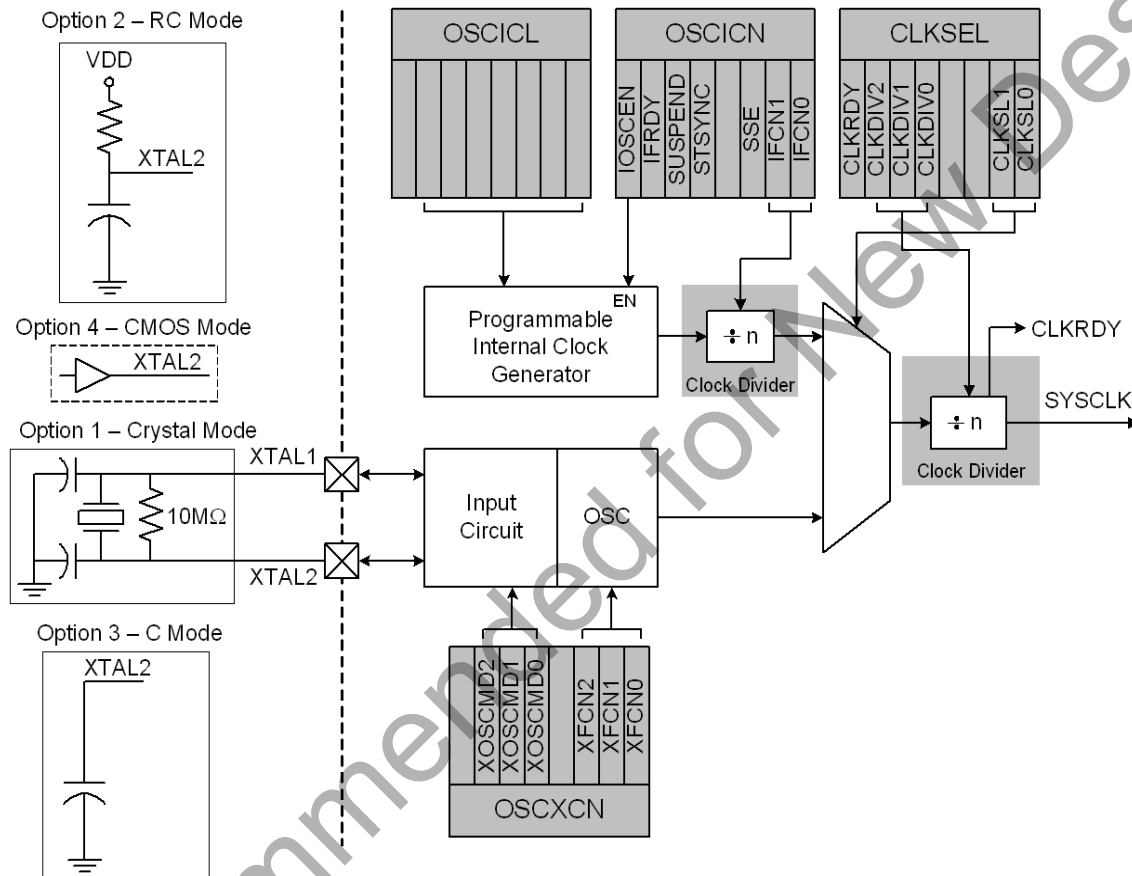 Option 2 – RC Mode
VDD
XTAL2
Option 4 – CMOS Mode
XTAL2
Option 1 – Crystal Mode
XTAL1
10MΩ
XTAL2
Option 3 – C Mode
XTAL2
OSCICL
OSCICN
IOSCEN
IFRDY
SUSPEND
STSYNC
SSE
IFCN1
IFCN0
CLKSEL
CLKRDY
CLKDIV2
CLKDIV1
CLKDIV0
CLKSL1
CLKSL0
EN
Programmable
Internal Clock
Generator
÷ n
Clock Divider
CLKRDY
÷ n
SYSCLK
Clock Divider
Input
Circuit
OSC
XOSCMD2
XOSCMD1
XOSCMD0
XFCN2
XFCN1
XFCN0
OSCXCN
mmended for New Des